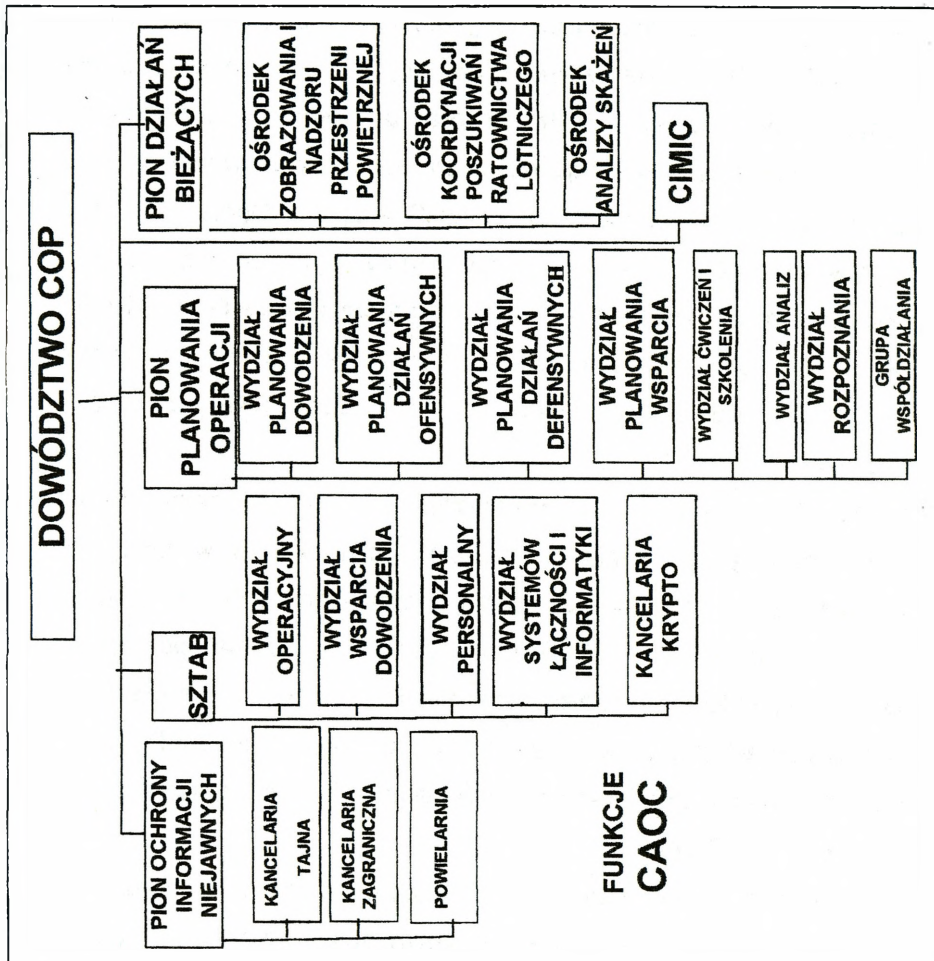 DOWÓDZTWO COP
PION OCHRONY
INFORMACJI
NIEJAWNYCH
KANCELARIA
TAJNA
KANCELARIA
ZAGRANICZNA
POWIELARNIA
SZTAB
WYDZIAŁ
OPERACYJNY
WYDZIAŁ
WSPARCIA
DOWODZENIA
WYDZIAŁ
PERSONALNY
WYDZIAŁ
SYSTEMÓW
ŁĄCZNOŚCI I
INFORMATYKI
KANCELARIA
KRYPTO
PION
PLANOWANIA
OPERACJI
WYDZIAŁ
PLANOWANIA
DOWODZENIA
WYDZIAŁ
PLANOWANIA
DZIAŁAŃ
OFENSYWNYCH
WYDZIAŁ
PLANOWANIA
DZIAŁAŃ
DEFENSYWNYCH
WYDZIAŁ
PLANOWANIA
WSPARCIA
WYDZIAŁ ĆWICZEŃ I
SZKOLENIA
WYDZIAŁ ANALIZ
WYDZIAŁ
ROZPOZNANIA
GRUPA
WSPÓŁDZIAŁANIA
PION DZIAŁAŃ
BIEŻĄCYCH
OŚRODEK
ZOBRAZOWANIA I
NADZORU
PRZESTRZENI
POWIETRZNEJ
OŚRODEK
KOORDYNACJI
POSZUKIWAŃ I
RATOWNICTWA
LOTNICZEGO
OŚRODEK
ANALIZY SKAŻEŃ
CIMIC
FUNKCJE
CAOC